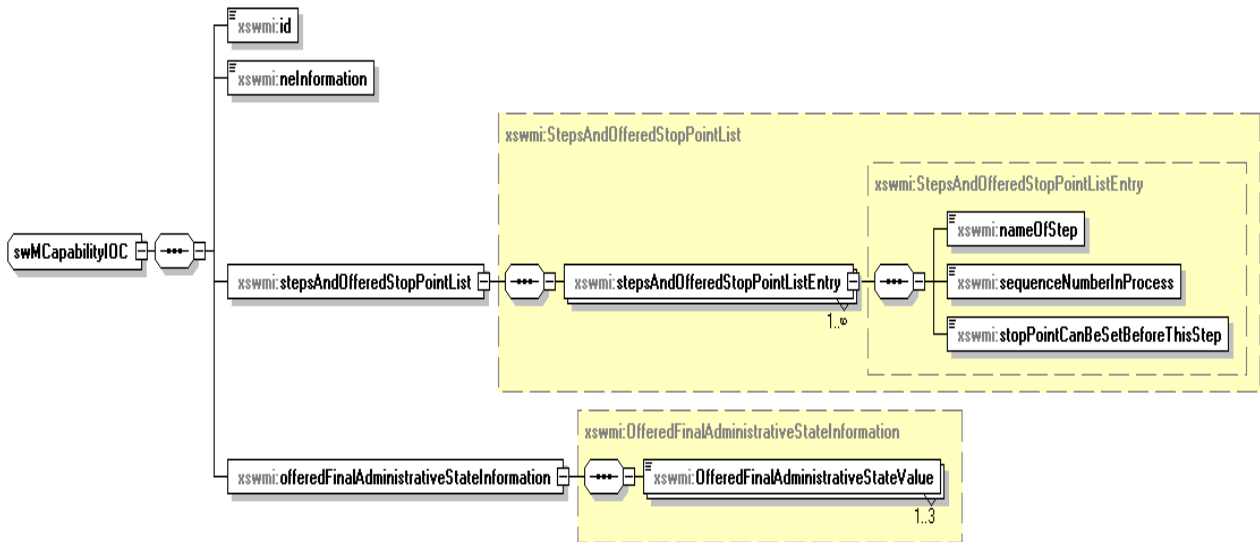 xswmi:id
xswmi:neInformation
xswmi:StepsAndOfferedStopPointList
xswmi:StepsAndOfferedStopPointListEntry
xswmi:nameOfStep
swMCapabilityIOC
xswmi:stepsAndOfferedStopPointList
xswmi:stepsAndOfferedStopPointListEntry
xswmi:sequenceNumberInProcess
1..∞
xswmi:stopPointCanBeSetBeforeThisStep
xswmi:OfferedFinalAdministrativeStateInformation
xswmi:offeredFinalAdministrativeStateInformation
xswmi:OfferedFinalAdministrativeStateValue
1..3